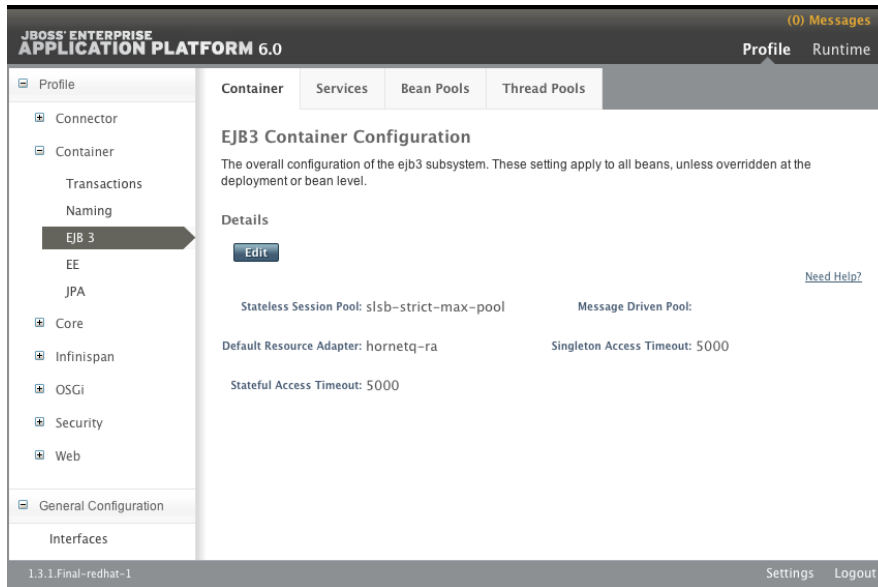 (0) Messages
JBOSS' ENTERPRISE
APPLICATION PLATFORM 6.0
Profile Runtime
Profile
Connector
Container
Transactions
Naming
EJB 3
EE
JPA
Core
Infinispan
OSGi
Security
Web
General Configuration
Interfaces
Container Services Bean Pools Thread Pools
EJB3 Container Configuration
The overall configuration of the ejb3 subsystem. These setting apply to all beans, unless overridden at the
deployment or bean level.
Details
Edit
Need Help?
Stateless Session Pool: slsb-strict-max-pool Message Driven Pool:
Default Resource Adapter: hornetq-ra Singleton Access Timeout: 5000
Stateful Access Timeout: 5000
1.3.1.Final-redhat-1 Settings Logout